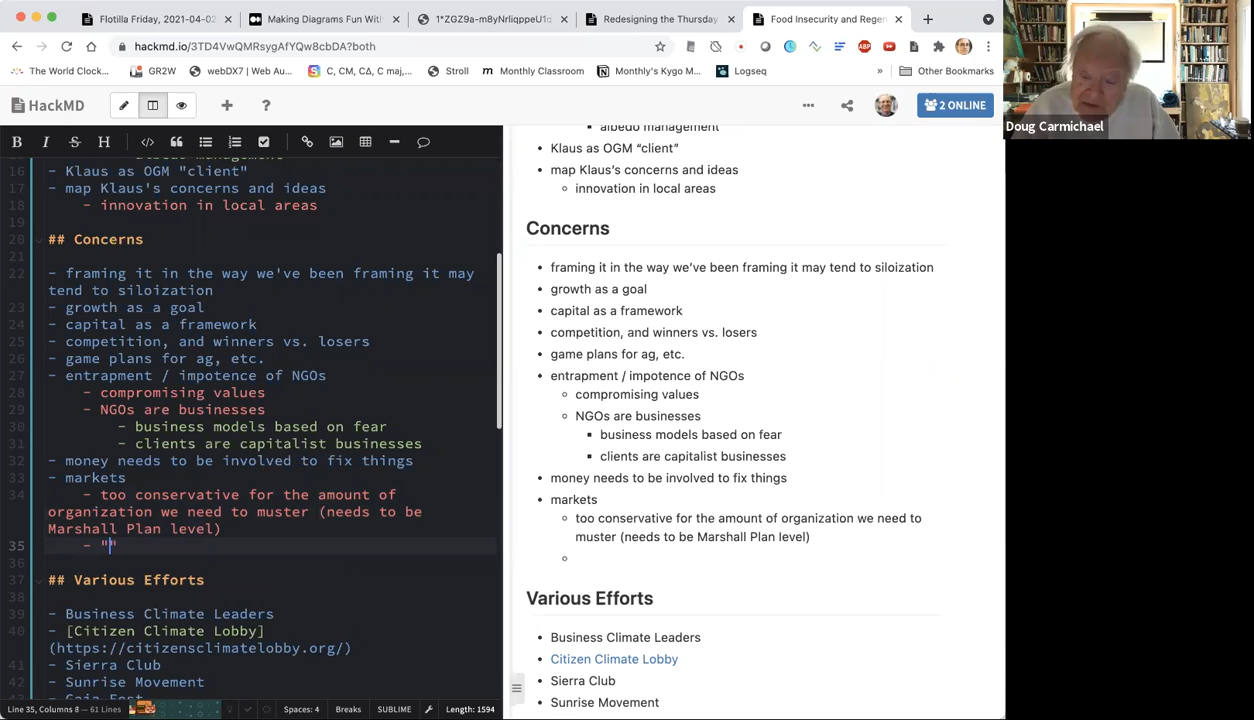 Flotilla Friday, 2021-04-02
Making Diagrams Fun Wit
1*ZGZ9a-m8yNrliqppeU1
Redesigning the Thursday
Food Insecurity and Regen
hackmd.io/3TD4VwQMRsygAfYQw8cbDA?both
ABP
The World Clock...
GR2W
webDX7 | Web Au...
C, CM, CΔ, C maj,...
Stroll
Monthly Classroom
Monthly's Kygo M...
Logseq
»
Other Bookmarks
Doug Carmichael
HackMD
2 ONLINE
16 - Klaus as OGM "client"
17 - map Klaus's concerns and ideas
18 - innovation in local areas
19
20 ## Concerns
21
22 - framing it in the way we've been framing it may
tend to siloization
23 - growth as a goal
24 - capital as a framework
25 - competition, and winners vs. losers
26 - game plans for ag, etc.
27 - entrapment / impotence of NGOs
28 - compromising values
29 - NGOs are businesses
30 - business models based on fear
31 - clients are capitalist businesses
32 - money needs to be involved to fix things
33 - markets
34 - too conservative for the amount of
organization we need to muster (needs to be
Marshall Plan level)
35 - ""
36
37 ## Various Efforts
38
39 - Business Climate Leaders
40 - [Citizen Climate Lobby]
(https://citizensclimatelobby.org/)
41 - Sierra Club
42 - Sunrise Movement
Line 35, Columns 8 — 61 Lines
Spaces: 4
Breaks
SUBLIME
Length: 1594
albedo management
Klaus as OGM “client”
map Klaus’s concerns and ideas
innovation in local areas
Concerns
framing it in the way we’ve been framing it may tend to siloization
growth as a goal
capital as a framework
competition, and winners vs. losers
game plans for ag, etc.
entrapment / impotence of NGOs
compromising values
NGOs are businesses
business models based on fear
clients are capitalist businesses
money needs to be involved to fix things
markets
too conservative for the amount of organization we need to
muster (needs to be Marshall Plan level)
Various Efforts
Business Climate Leaders
Citizen Climate Lobby
Sierra Club
Sunrise Movement